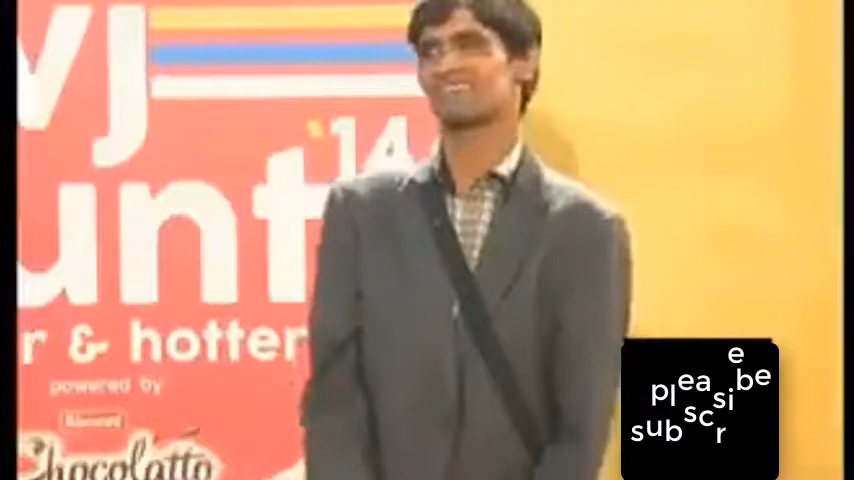 vj
unt '14
r & hotter
powered by
Chocolatto
please
subscribe